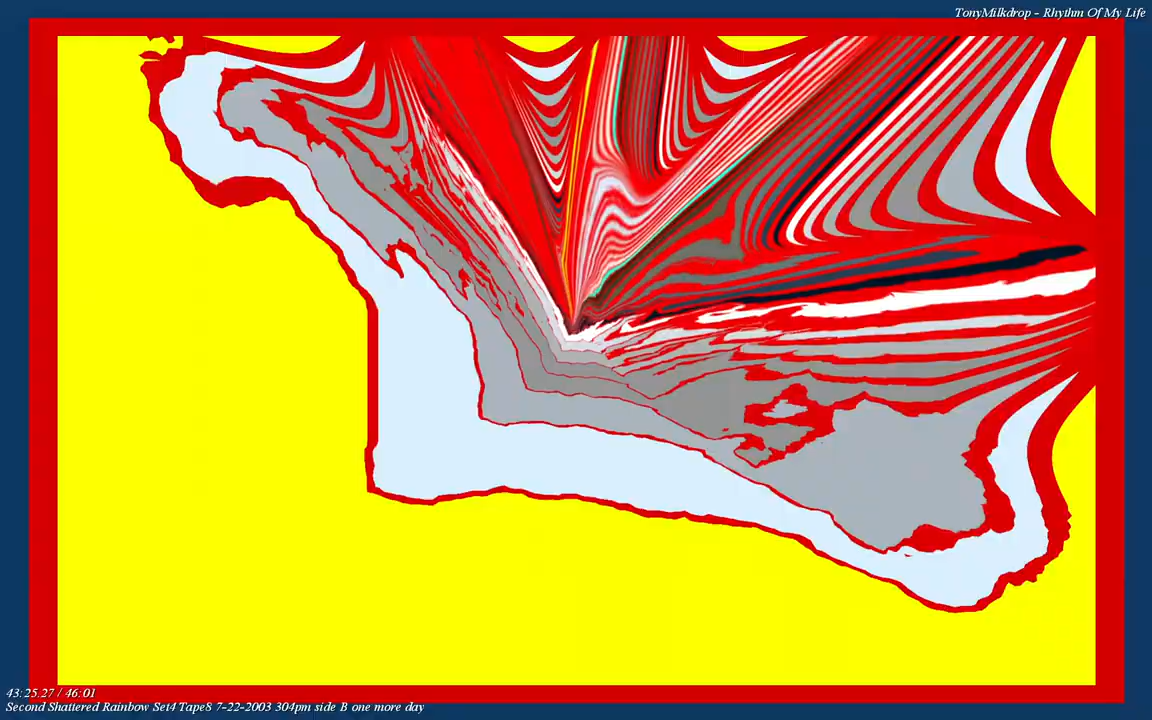 TonyMilkdrop - Rhythm Of My Life
43:25.27 / 46:01
Second Shattered Rainbow Set4 Tape8 7-22-2003 304pm side B one more day